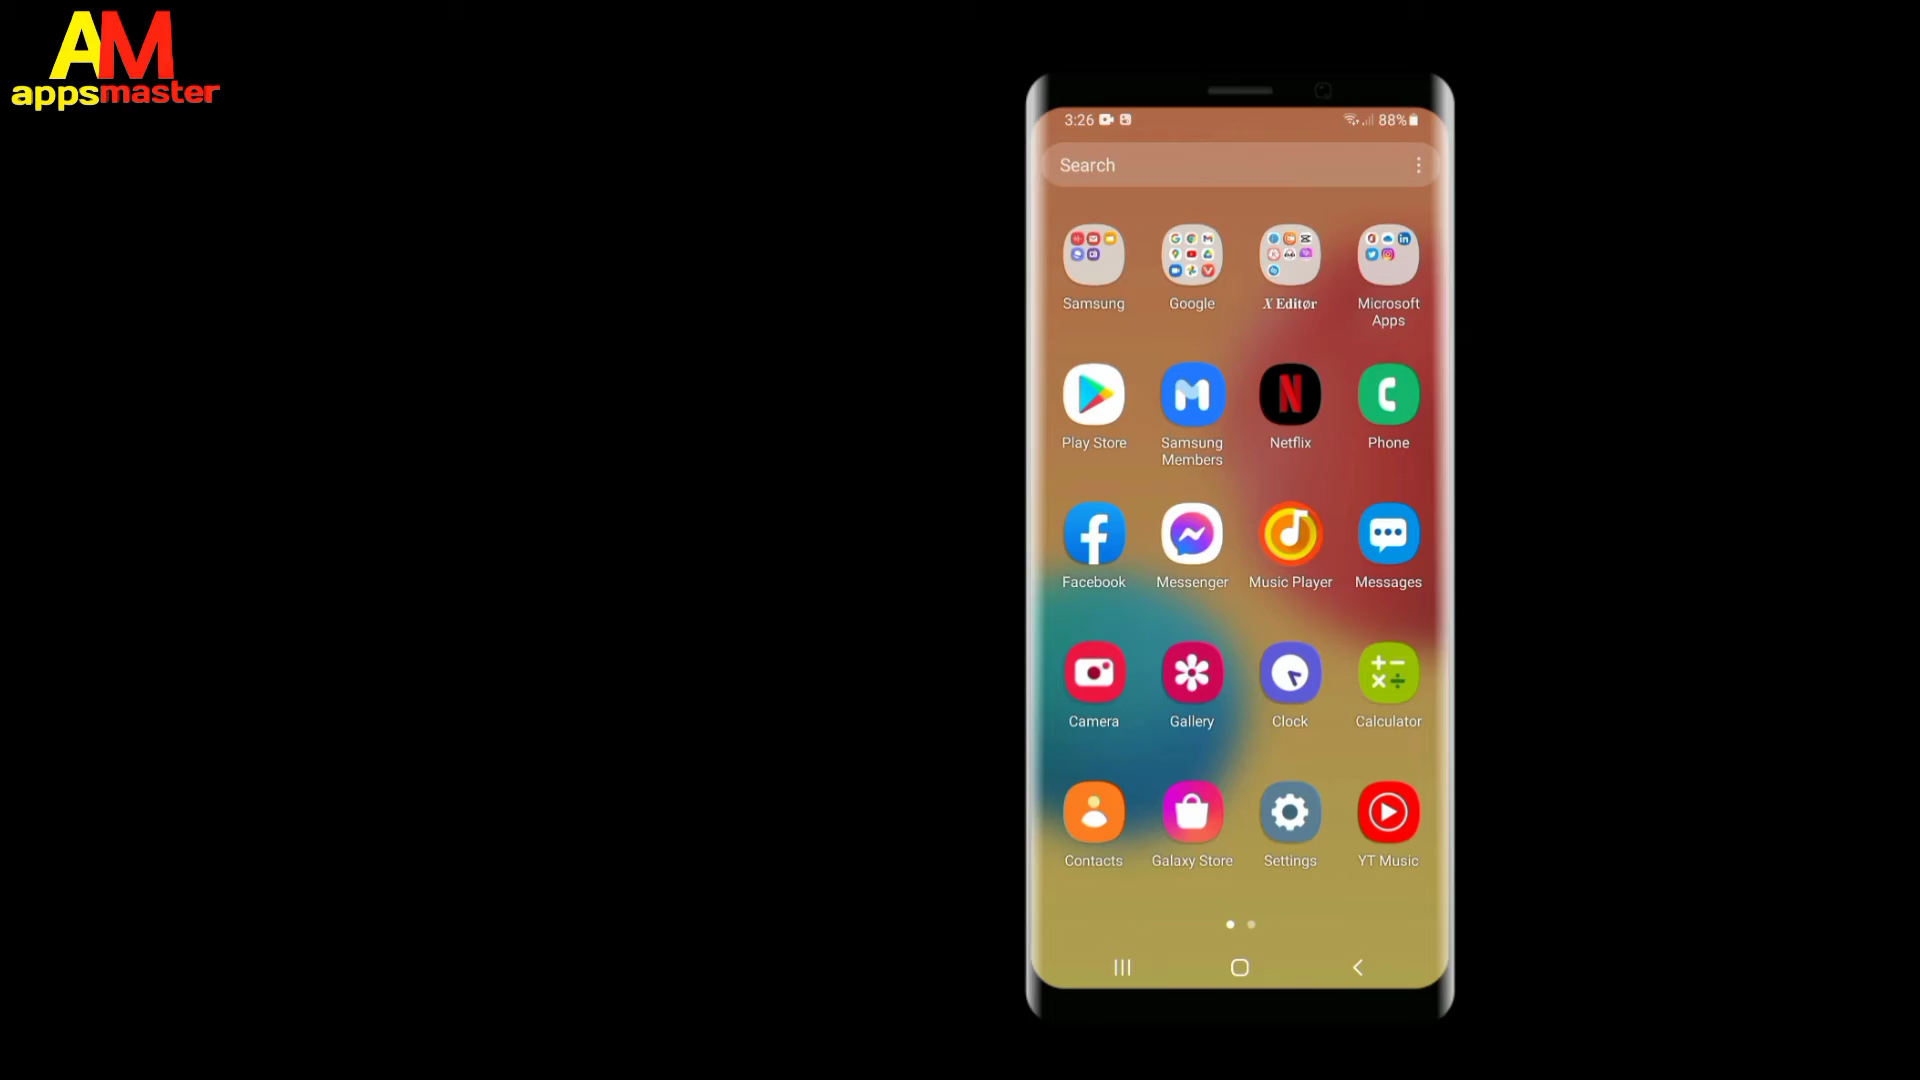 AM
appsmaster
3:26
88%
Search
Samsung
Google
X Editør
Microsoft
Apps
Play Store
Samsung
Members
Netflix
Phone
Facebook
Messenger
Music Player
Messages
Camera
Gallery
Clock
Calculator
Contacts
Galaxy Store
Settings
YT Music